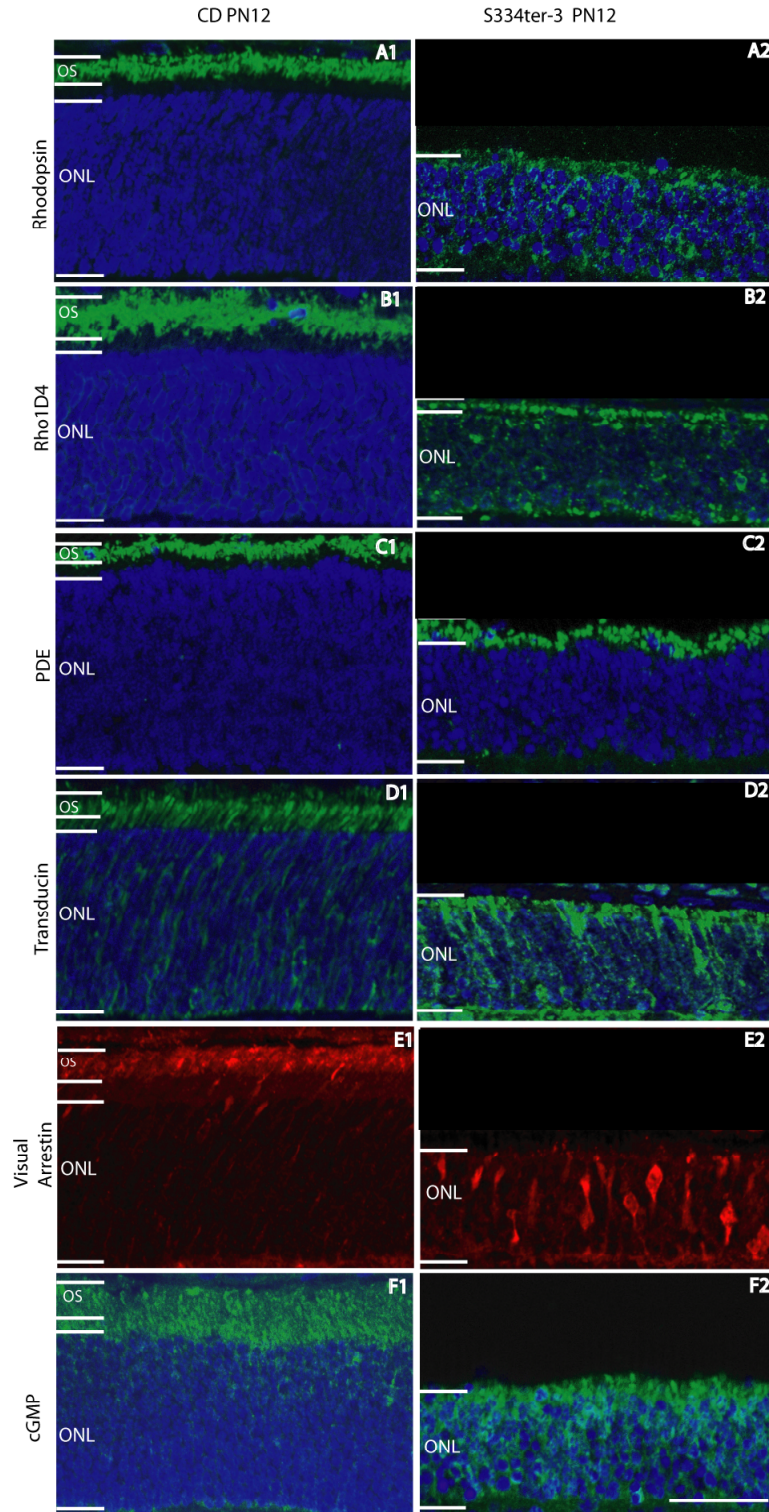 CD PN12
S334ter-3 PN12
Rhodopsin
OS
ONL
A1
ONL
A2
Rho1D4
OS
ONL
B1
ONL
B2
PDE
OS
ONL
C1
ONL
C2
Transducin
OS
ONL
D1
ONL
D2
Visual
Arrestin
OS
ONL
E1
ONL
E2
cGMP
OS
ONL
F1
ONL
F2